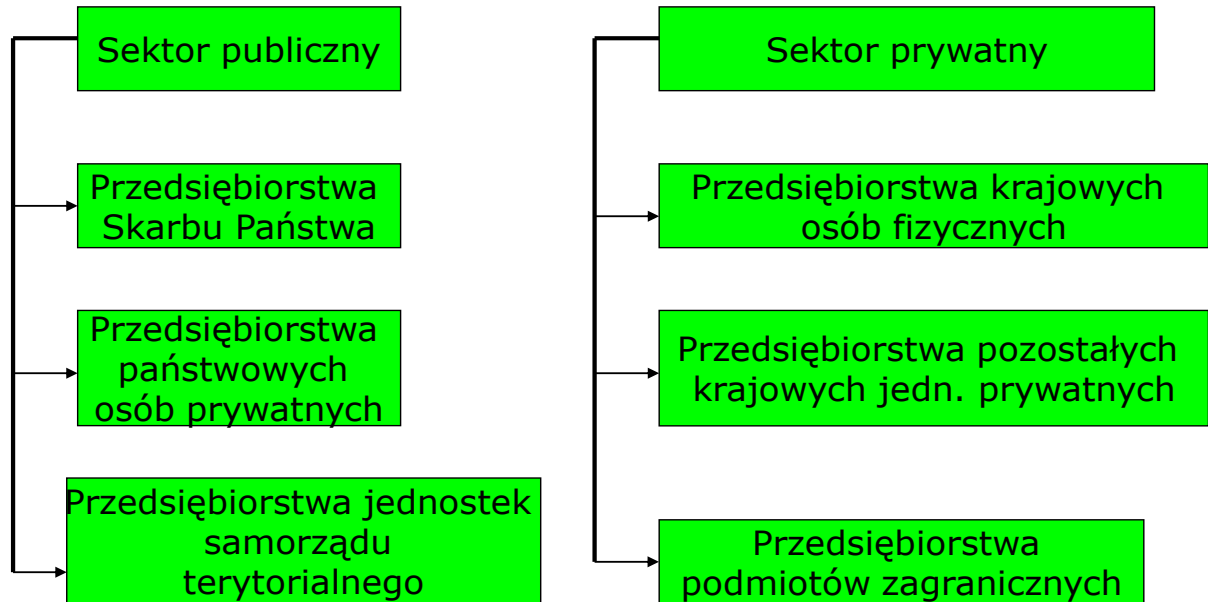 Sektor publiczny
Przedsiębiorstwa
Skarbu Państwa
Przedsiębiorstwa
państwowych
osób prywatnych
Przedsiębiorstwa jednostek
samorządu
terytorialnego
Sektor prywatny
Przedsiębiorstwa krajowych
osób fizycznych
Przedsiębiorstwa pozostałych
krajowych jedn. prywatnych
Przedsiębiorstwa
podmiotów zagranicznych